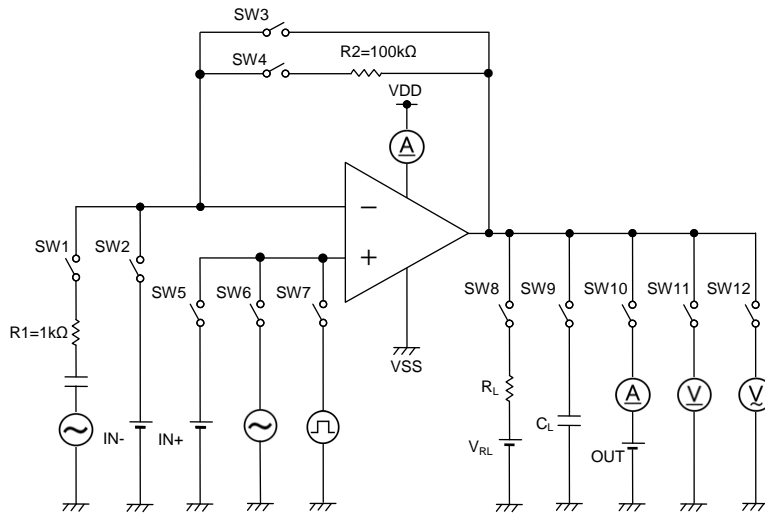 SW3
SW4
R2=100kΩ
VDD
A
−
+
SW1
SW2
SW5
SW6
SW7
SW8
SW9
SW10
SW11
SW12
R1=1kΩ
VSS
RL
A
V
V
IN-
IN+
VRL
CL
OUT